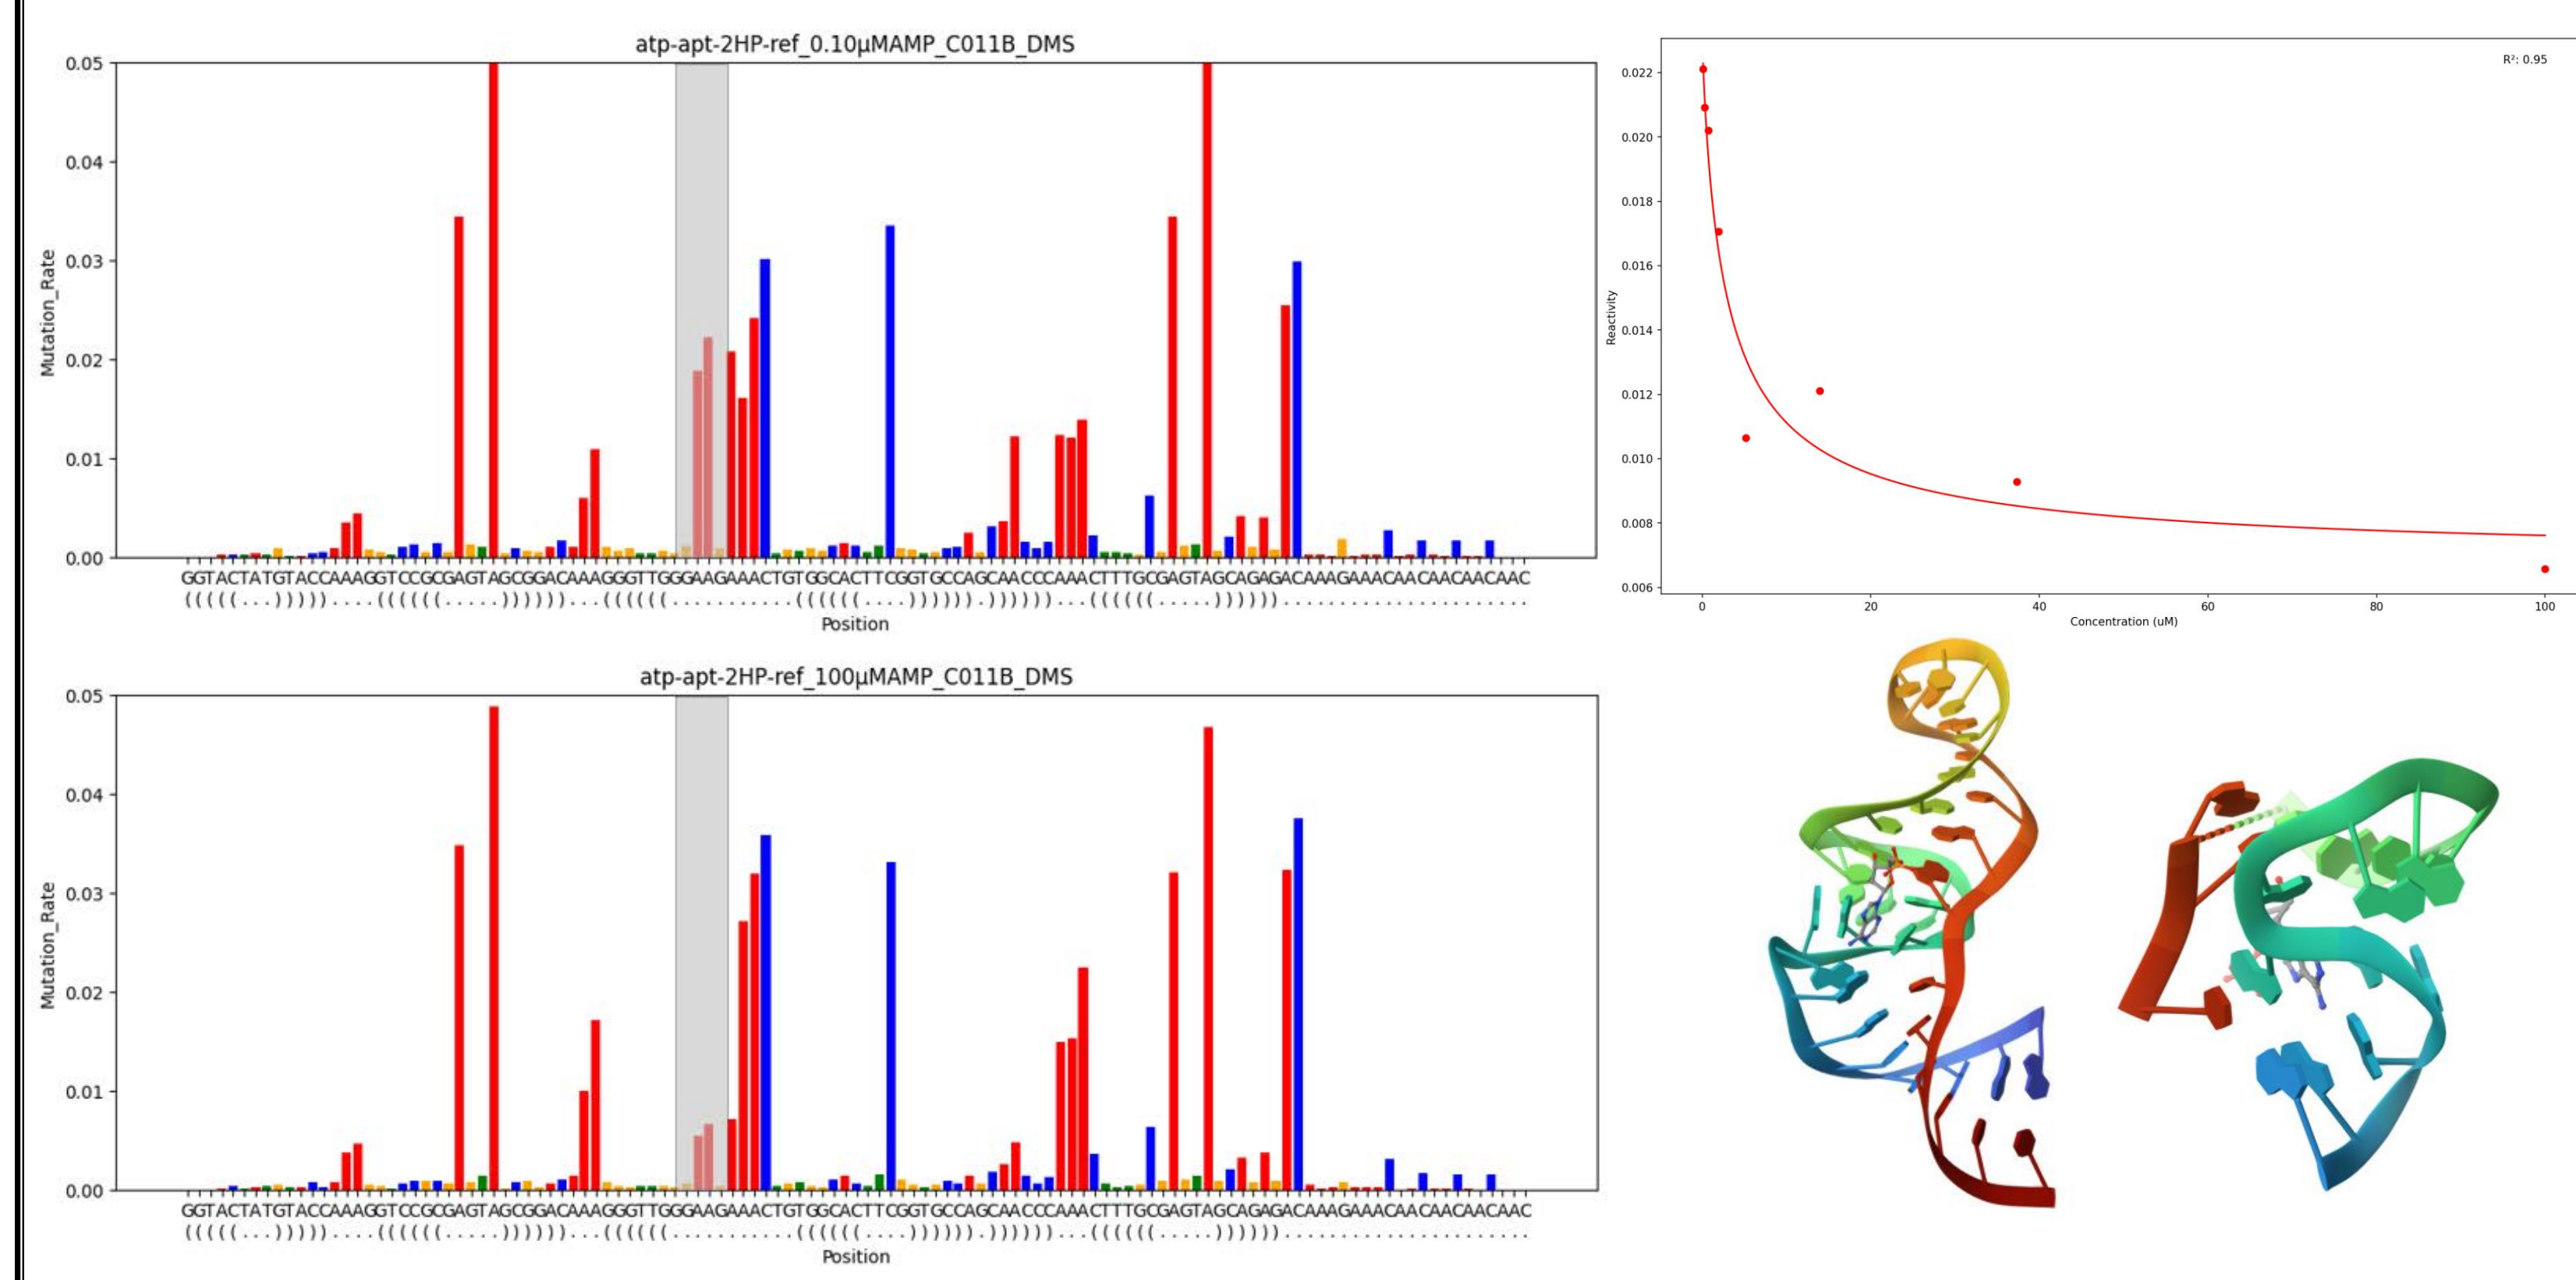 atp-apt-2HP-ref_0.10μMAMP_C011B_DMS
Mutation_Rate
0.05
0.04
0.03
0.02
0.01
0.00
GGTACTATGTACCAAAGGTCCGCGAGTAGCGGACAAAGGGTTGGGAAGAAACTGTGGCACTTCGGTGCCAGCAACCCAAACTTTGCGAGTAGCAGAGACAAAGAAACAACAACAACAAC
(((((...)))))....((((((.....))))))...((((((...........((((((....)))))).))))))...((((((.....))))))......................
Position
R²: 0.95
Reactivity
0.022
0.020
0.018
0.016
0.014
0.012
0.010
0.008
0.006
0 20 40 60 80 100
Concentration (uM)
atp-apt-2HP-ref_100μMAMP_C011B_DMS
Mutation_Rate
0.05
0.04
0.03
0.02
0.01
0.00
GGTACTATGTACCAAAGGTCCGCGAGTAGCGGACAAAGGGTTGGGAAGAAACTGTGGCACTTCGGTGCCAGCAACCCAAACTTTGCGAGTAGCAGAGACAAAGAAACAACAACAACAAC
(((((...)))))....((((((.....))))))...((((((...........((((((....)))))).))))))...((((((.....))))))......................
Position